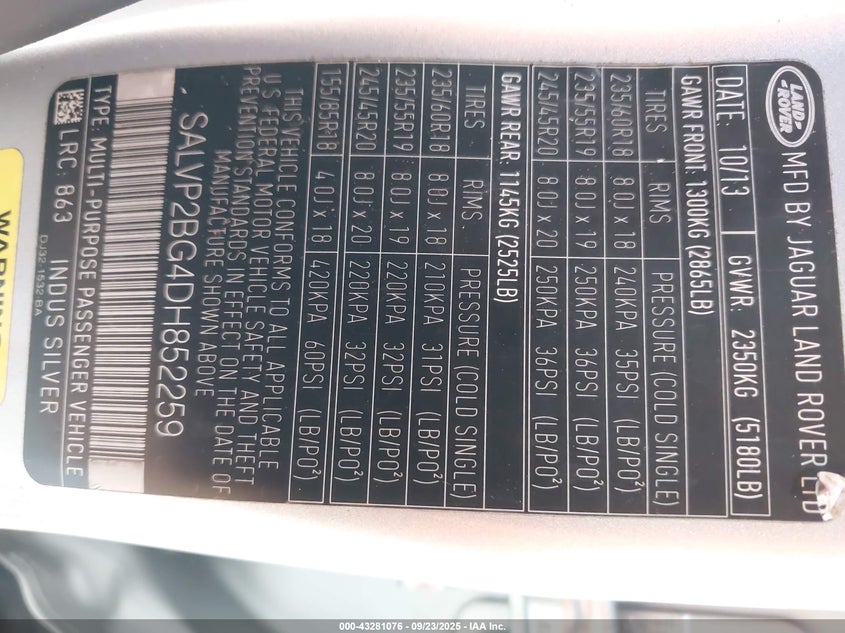 LAND-
ROVER
MFD BY JAGUAR LAND ROVER LTD
DATE: 10/13 GVWR: 2350KG (5180LB)
GAWR FRONT: 1300KG (2865LB)
TIRES RIMS PRESSURE (COLD SINGLE)
235/60R18 8.0J x 18 240KPA 35PSI (LB/PO²)
235/55R19 8.0J x 19 250KPA 36PSI (LB/PO²)
245/45R20 8.0J x 20 250KPA 36PSI (LB/PO²)
GAWR REAR: 1145KG (2525LB)
TIRES RIMS PRESSURE (COLD SINGLE)
235/60R18 8.0J x 18 210KPA 31PSI (LB/PO²)
235/55R19 8.0J x 19 220KPA 32PSI (LB/PO²)
245/45R20 8.0J x 20 220KPA 32PSI (LB/PO²)
155/85R18 4.0J x 18 420KPA 60PSI (LB/PO²)
THIS VEHICLE CONFORMS TO ALL APPLICABLE
U.S. FEDERAL MOTOR VEHICLE SAFETY AND THEFT
PREVENTION STANDARDS IN EFFECT ON THE DATE OF
MANUFACTURE SHOWN ABOVE
SALVP2BG4DH852259
TYPE: MULTI-PURPOSE PASSENGER VEHICLE
LRC: 863 INDUS SILVER
DJ32 1532 BA
WARNING
000-43281076 - 09/23/2025 - IAA Inc.